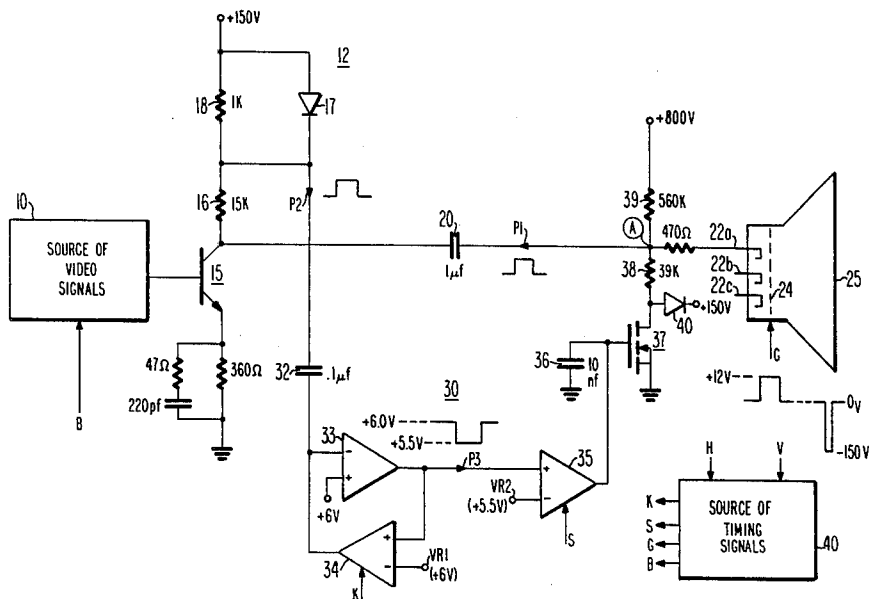 +150V
12
18
1K
17
+800V
16
15K
P2
39
560K
10
SOURCE OF
VIDEO
SIGNALS
20
1µf
P1
A
470Ω
22a
22b
22c
24
25
15
38
39K
40
+150V
37
36
10
nf
G
47Ω
360Ω
220pf
B
32
.1µf
30
+12V
0V
-150V
+6.0V
+5.5V
33
-
+
+6V
P3
35
+
-
VR2
(+5.5V)
S
34
+
-
VR1
(+6V)
K
H
V
K
S
G
B
SOURCE OF
TIMING
SIGNALS
40